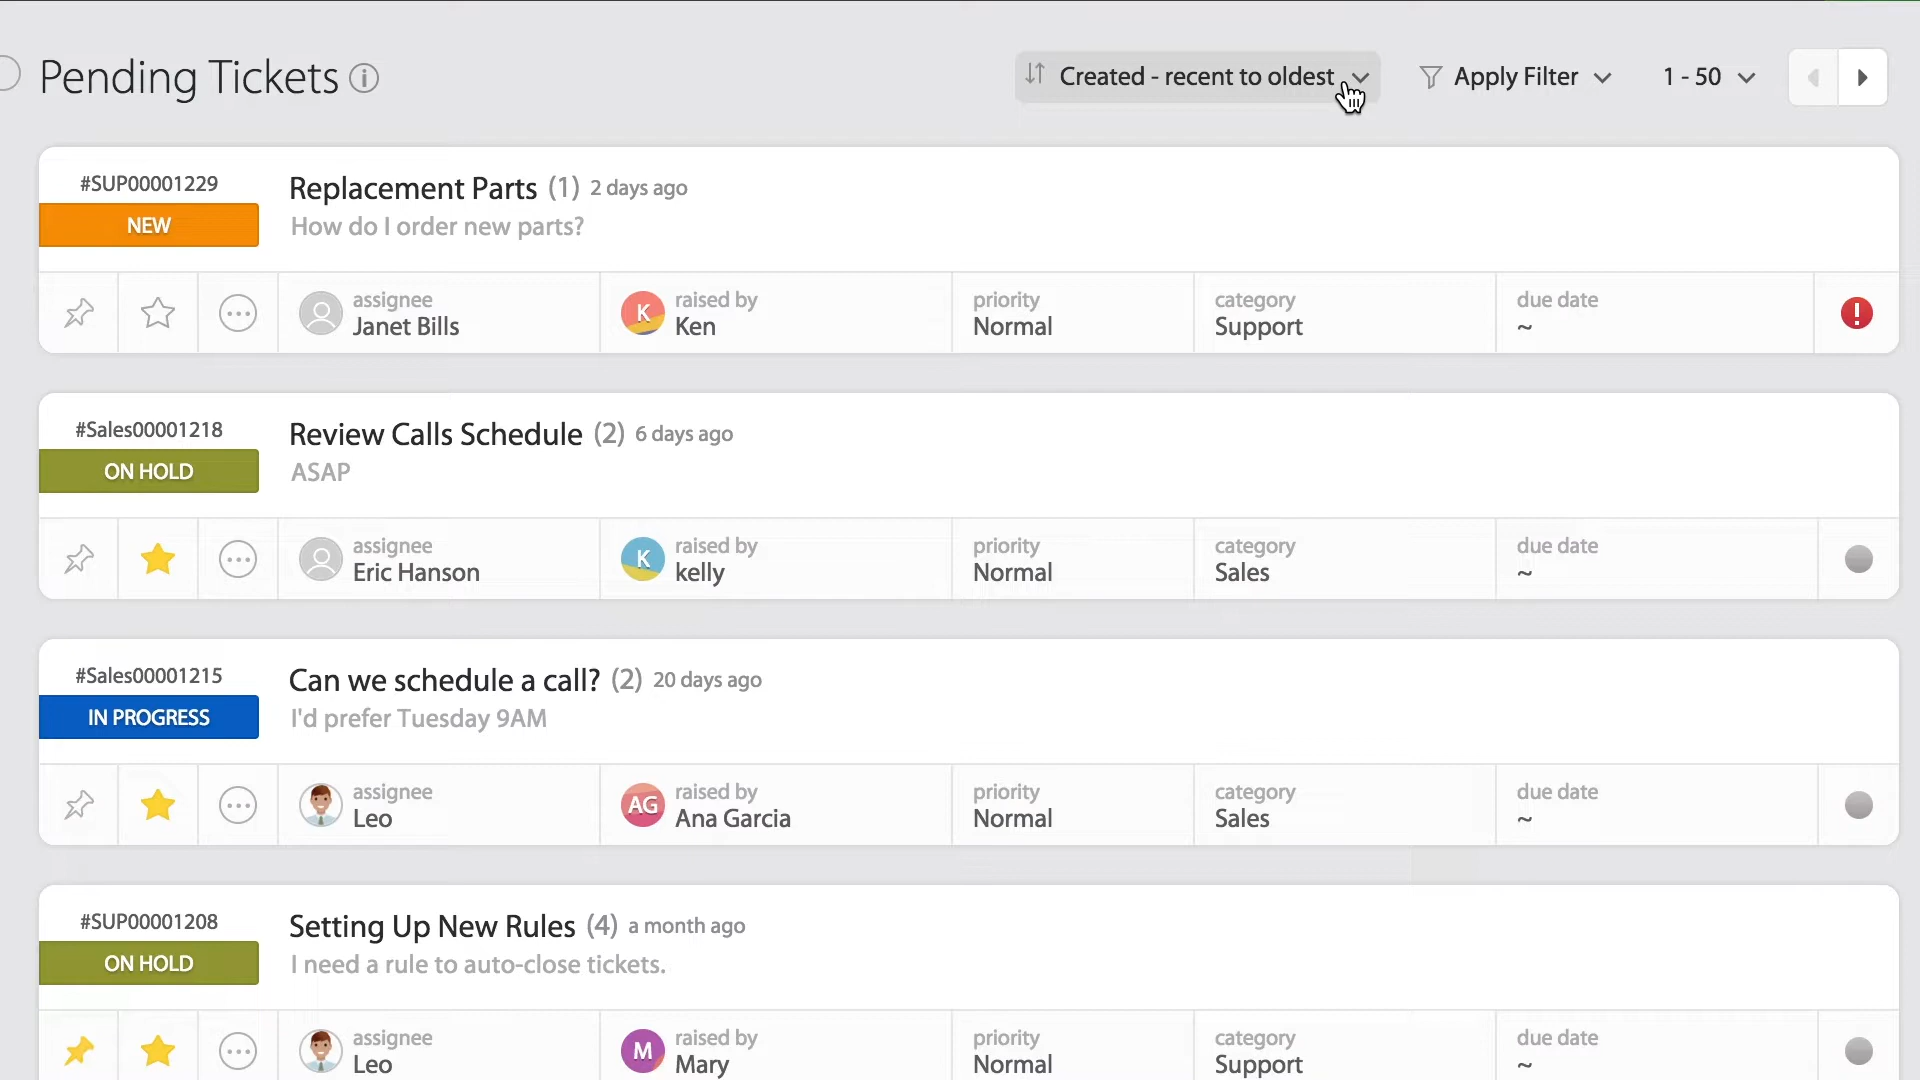 Pending Tickets
Created - recent to oldest
Apply Filter
1 - 50
#SUP00001229
NEW
Replacement Parts (1) 2 days ago
How do I order new parts?
assignee
Janet Bills
K
raised by
Ken
priority
Normal
category
Support
due date
~
#Sales00001218
ON HOLD
Review Calls Schedule (2) 6 days ago
ASAP
assignee
Eric Hanson
K
raised by
kelly
priority
Normal
category
Sales
due date
~
#Sales00001215
IN PROGRESS
Can we schedule a call? (2) 20 days ago
I'd prefer Tuesday 9AM
assignee
Leo
AG
raised by
Ana Garcia
priority
Normal
category
Sales
due date
~
#SUP00001208
ON HOLD
Setting Up New Rules (4) a month ago
I need a rule to auto-close tickets.
assignee
Leo
M
raised by
Mary
priority
Normal
category
Support
due date
~